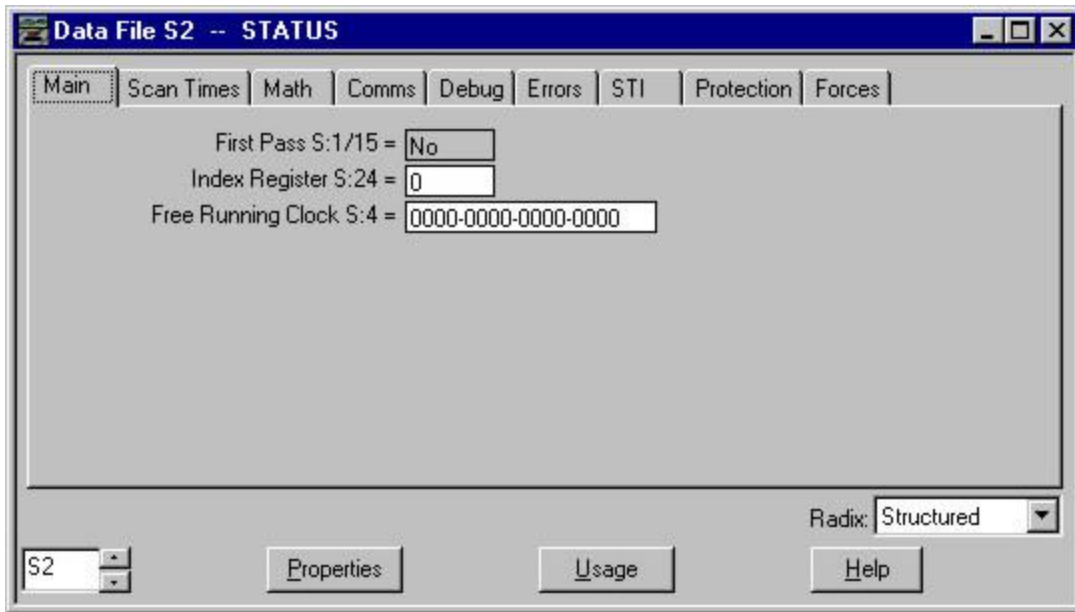 Data File S2 -- STATUS
Main Scan Times Math Comms Debug Errors STI Protection Forces
First Pass S:1/15 = No
Index Register S:24 = 0
Free Running Clock S:4 = 0000-0000-0000-0000
Radix: Structured
S2 Properties Usage Help